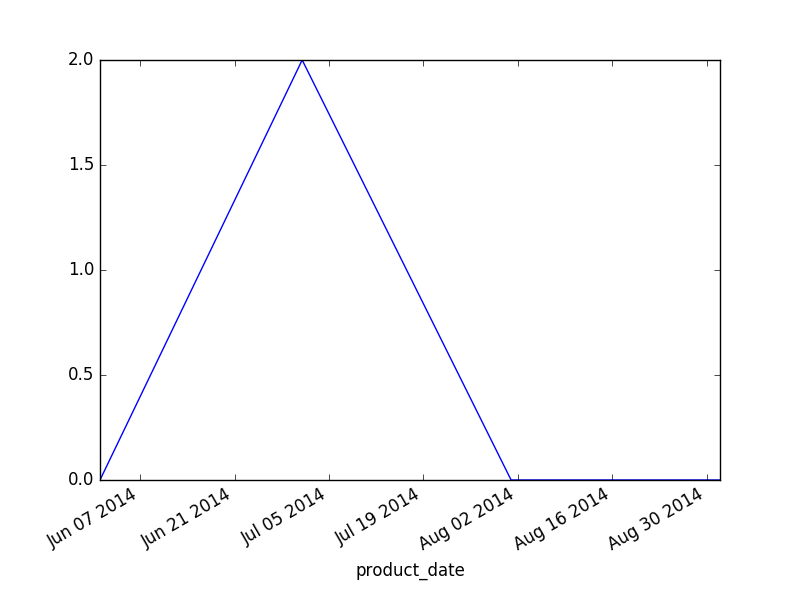 2.0
1.5
1.0
0.5
0.0
Jun 07 2014
Jun 21 2014
Jul 05 2014
Jul 19 2014
Aug 02 2014
Aug 16 2014
Aug 30 2014
product_date